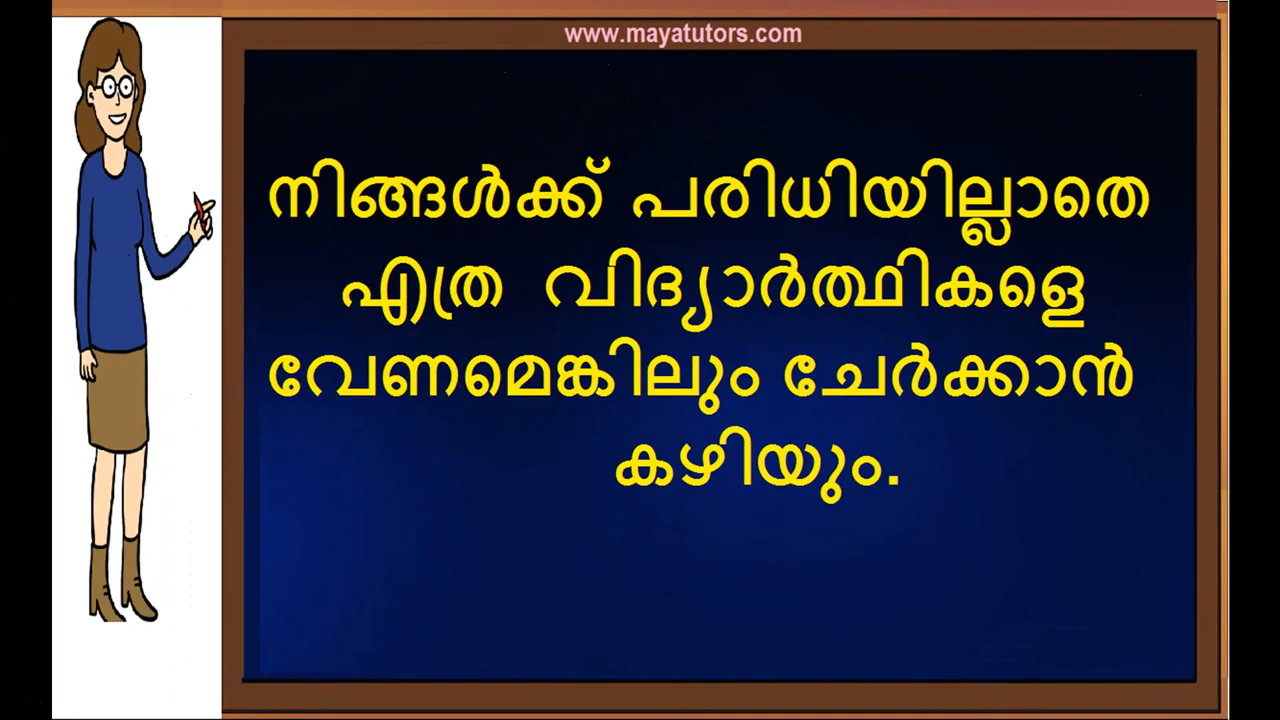 www.mayatutors.com
നിങ്ങൾക്ക് പരിധിയില്ലാതെ
എത്ര വിദ്യാർത്ഥികളെ
വേണമെങ്കിലും ചേർക്കാൻ
കഴിയും.